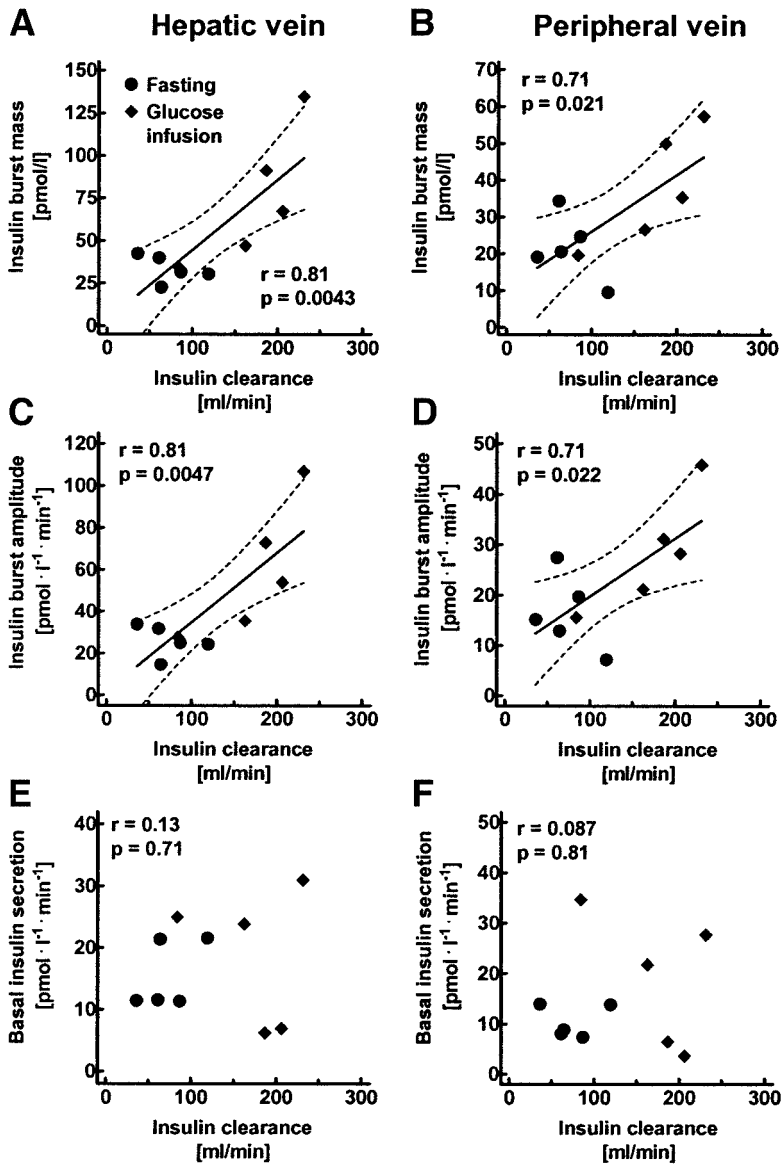 A
Hepatic vein
B
Peripheral vein
150
125
100
75
50
25
0
Insulin burst mass
[pmol/l]
Fasting
Glucose
infusion
r = 0.81
p = 0.0043
0 100 200 300
Insulin clearance
[ml/min]
70
60
50
40
30
20
10
0
Insulin burst mass
[pmol/l]
r = 0.71
p = 0.021
0 100 200 300
Insulin clearance
[ml/min]
C
120
100
80
60
40
20
0
Insulin burst amplitude
[pmol · l⁻¹ · min⁻¹]
r = 0.81
p = 0.0047
0 100 200 300
Insulin clearance
[ml/min]
D
50
40
30
20
10
0
Insulin burst amplitude
[pmol · l⁻¹ · min⁻¹]
r = 0.71
p = 0.022
0 100 200 300
Insulin clearance
[ml/min]
E
40
30
20
10
0
Basal insulin secretion
[pmol · l⁻¹ · min⁻¹]
r = 0.13
p = 0.71
0 100 200 300
Insulin clearance
[ml/min]
F
50
40
30
20
10
0
Basal insulin secretion
[pmol · l⁻¹ · min⁻¹]
r = 0.087
p = 0.81
0 100 200 300
Insulin clearance
[ml/min]